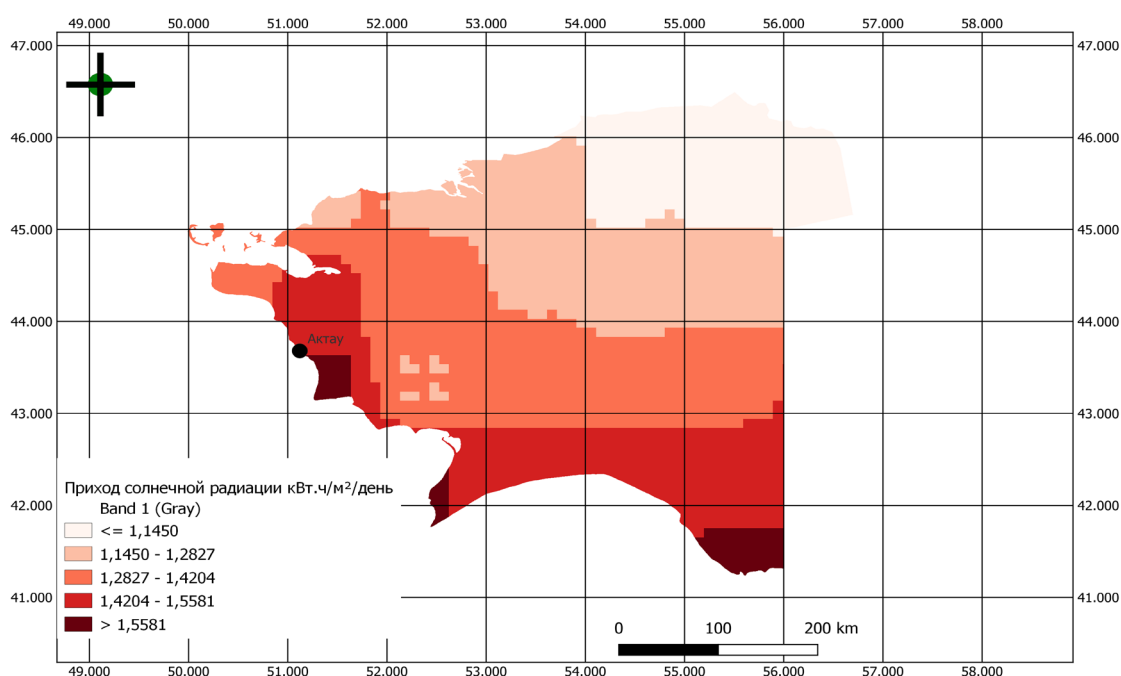 49.000 50.000 51.000 52.000 53.000 54.000 55.000 56.000 57.000 58.000
47.000 47.000
46.000 46.000
45.000 45.000
44.000 44.000
Актау
43.000 43.000
Приход солнечной радиации кВт.ч/м²/день
Band 1 (Gray)
42.000 42.000
<= 1,1450
1,1450 - 1,2827
1,2827 - 1,4204
41.000 41.000
1,4204 - 1,5581
> 1,5581
0 100 200 km
49.000 50.000 51.000 52.000 53.000 54.000 55.000 56.000 57.000 58.000